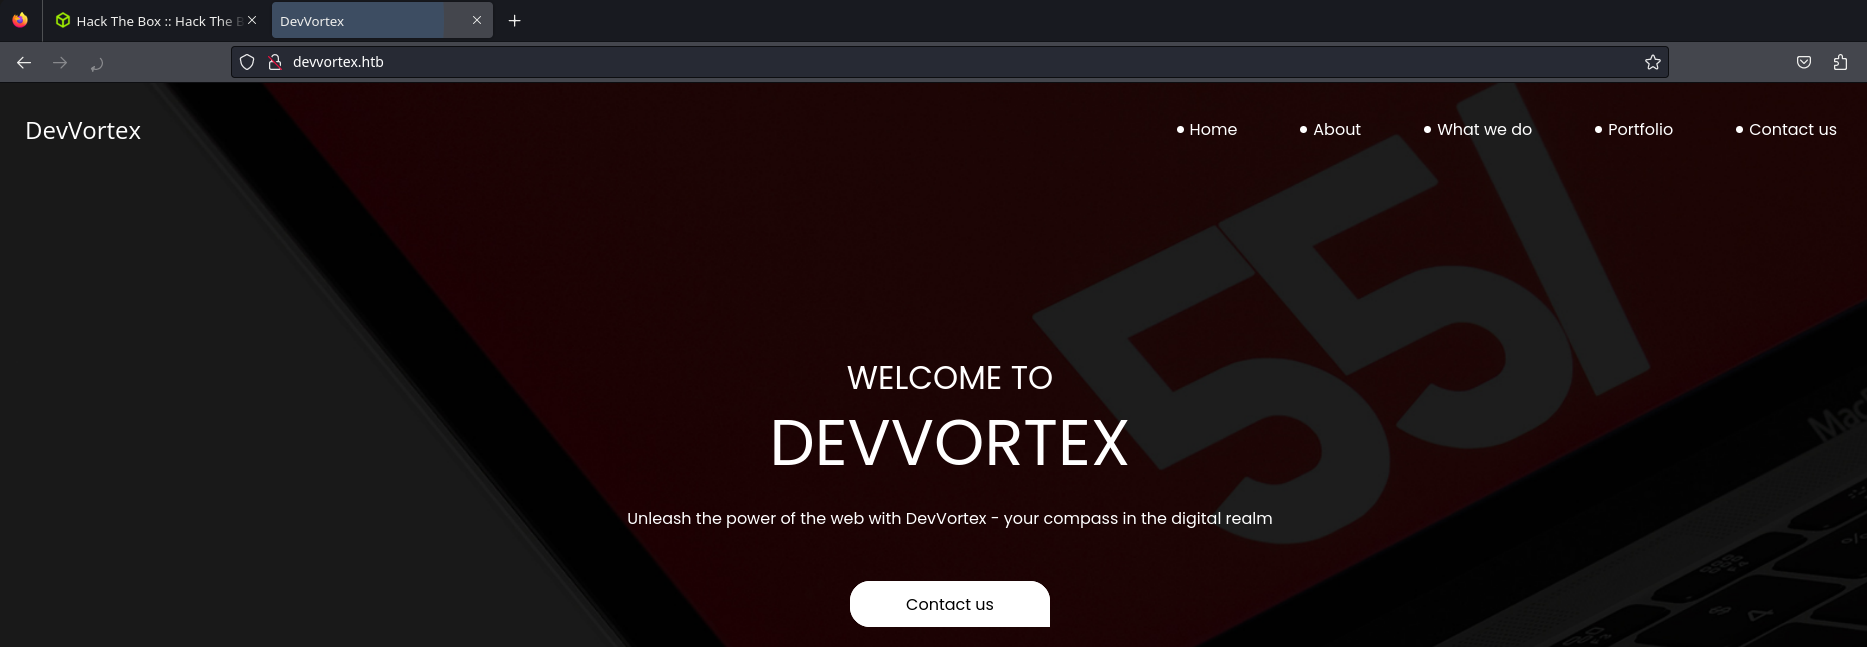 Hack The Box :: Hack The
DevVortex
devvortex.htb
DevVortex
Home
About
What we do
Portfolio
Contact us
55/
WELCOME TO
DEVVORTEX
Unleash the power of the web with DevVortex - your compass in the digital realm
Contact us